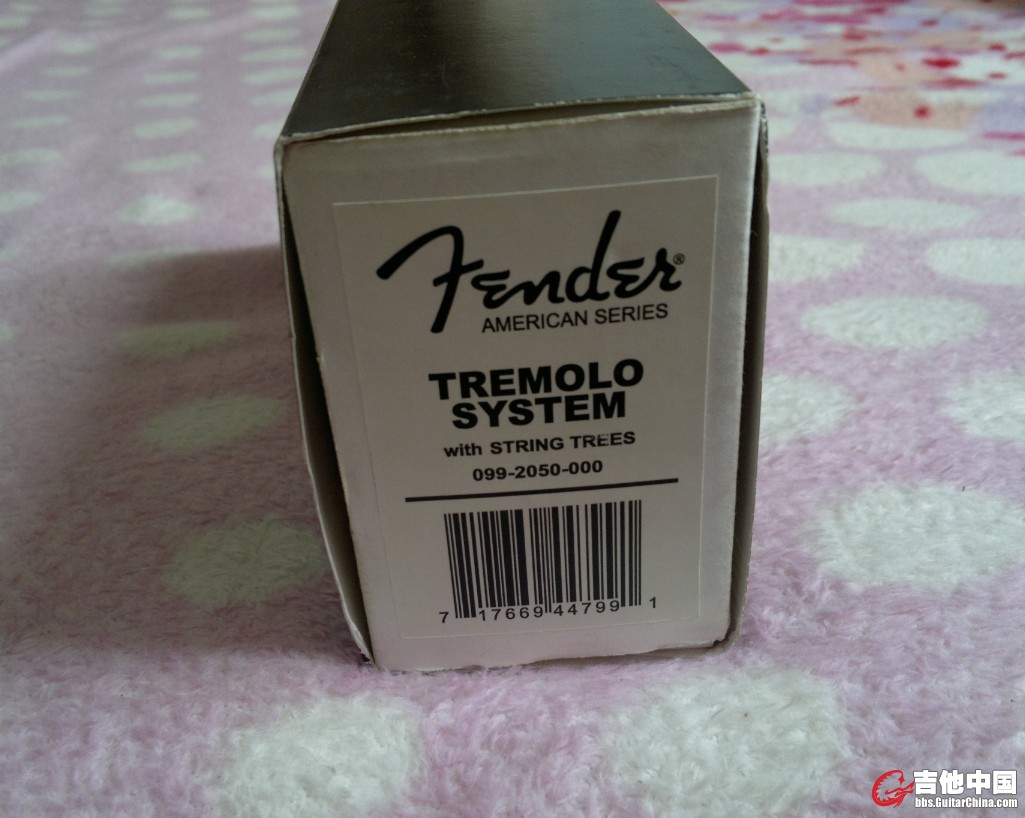 Fender®
AMERICAN SERIES
TREMOLO
SYSTEM
with STRING TREES
099-2050-000
7 17669 44799 1
吉他中国
bbs.GuitarChina.com